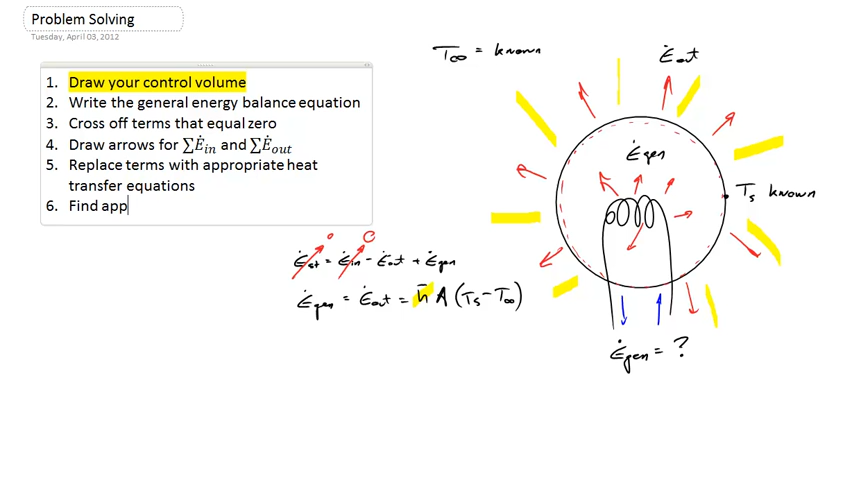 Problem Solving
Tuesday, April 03, 2012
1. Draw your control volume
2. Write the general energy balance equation
3. Cross off terms that equal zero
4. Draw arrows for ∑Ė_in and ∑Ė_out
5. Replace terms with appropriate heat
transfer equations
6. Find app
T∞ = known
Ė_out
Ė_gen
T_s known
0 0
Ė_st = Ė_in - Ė_out + Ė_gen
Ė_gen = Ė_out = h̄ A (T_s - T∞)
Ė_gen = ?